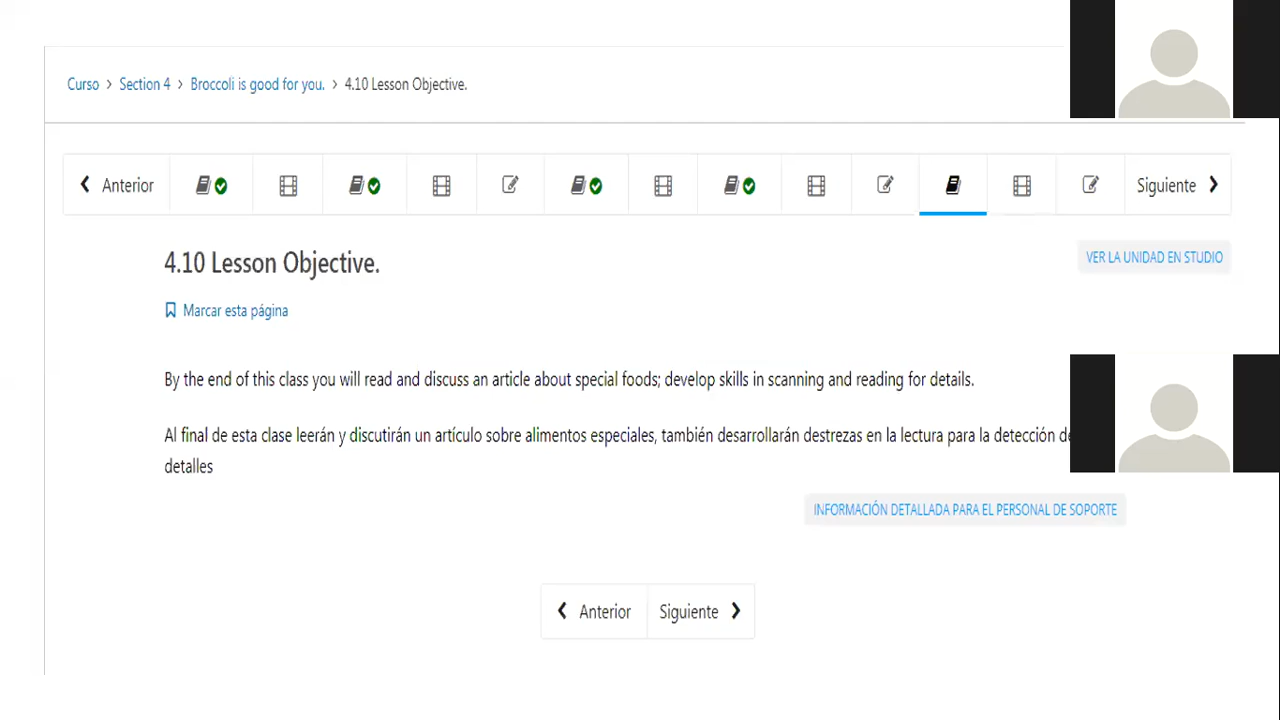 Curso > Section 4 > Broccoli is good for you. > 4.10 Lesson Objective.
Anterior
Siguiente
4.10 Lesson Objective.
VER LA UNIDAD EN STUDIO
Marcar esta página
By the end of this class you will read and discuss an article about special foods; develop skills in scanning and reading for details.
Al final de esta clase leerán y discutirán un artículo sobre alimentos especiales, también desarrollarán destrezas en la lectura para la detección de
detalles
INFORMACIÓN DETALLADA PARA EL PERSONAL DE SOPORTE
Anterior
Siguiente